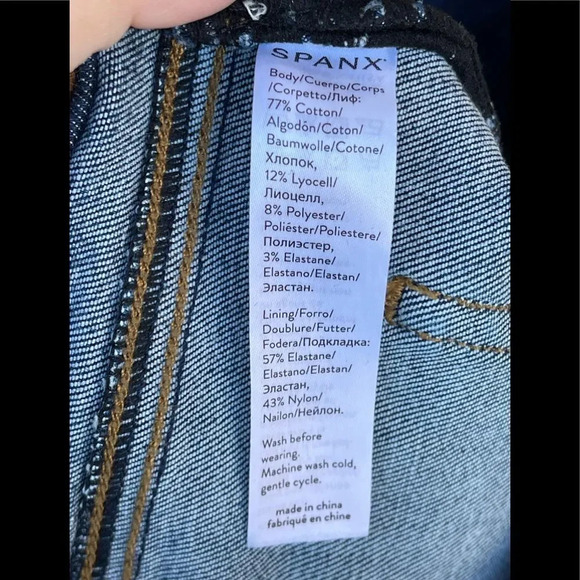 SPANX
Body/Cuerpo/Corps
/Corpetto/Лиф:
77% Cotton/
Algodón/Coton/
Baumwolle/Cotone/
Хлопок,
12% Lyocell/
Лиоцелл,
8% Polyester/
Poliéster/Poliestere/
Полиэстер,
3% Elastane/
Elastano/Elastan/
Эластан.
Lining/Forro/
Doublure/Futter/
Fodera/Подкладка:
57% Elastane/
Elastano/Elastan/
Эластан,
43% Nylon/
Nailon/Нейлон.
Wash before
wearing.
Machine wash cold,
gentle cycle.
made in china
fabriqué en chine